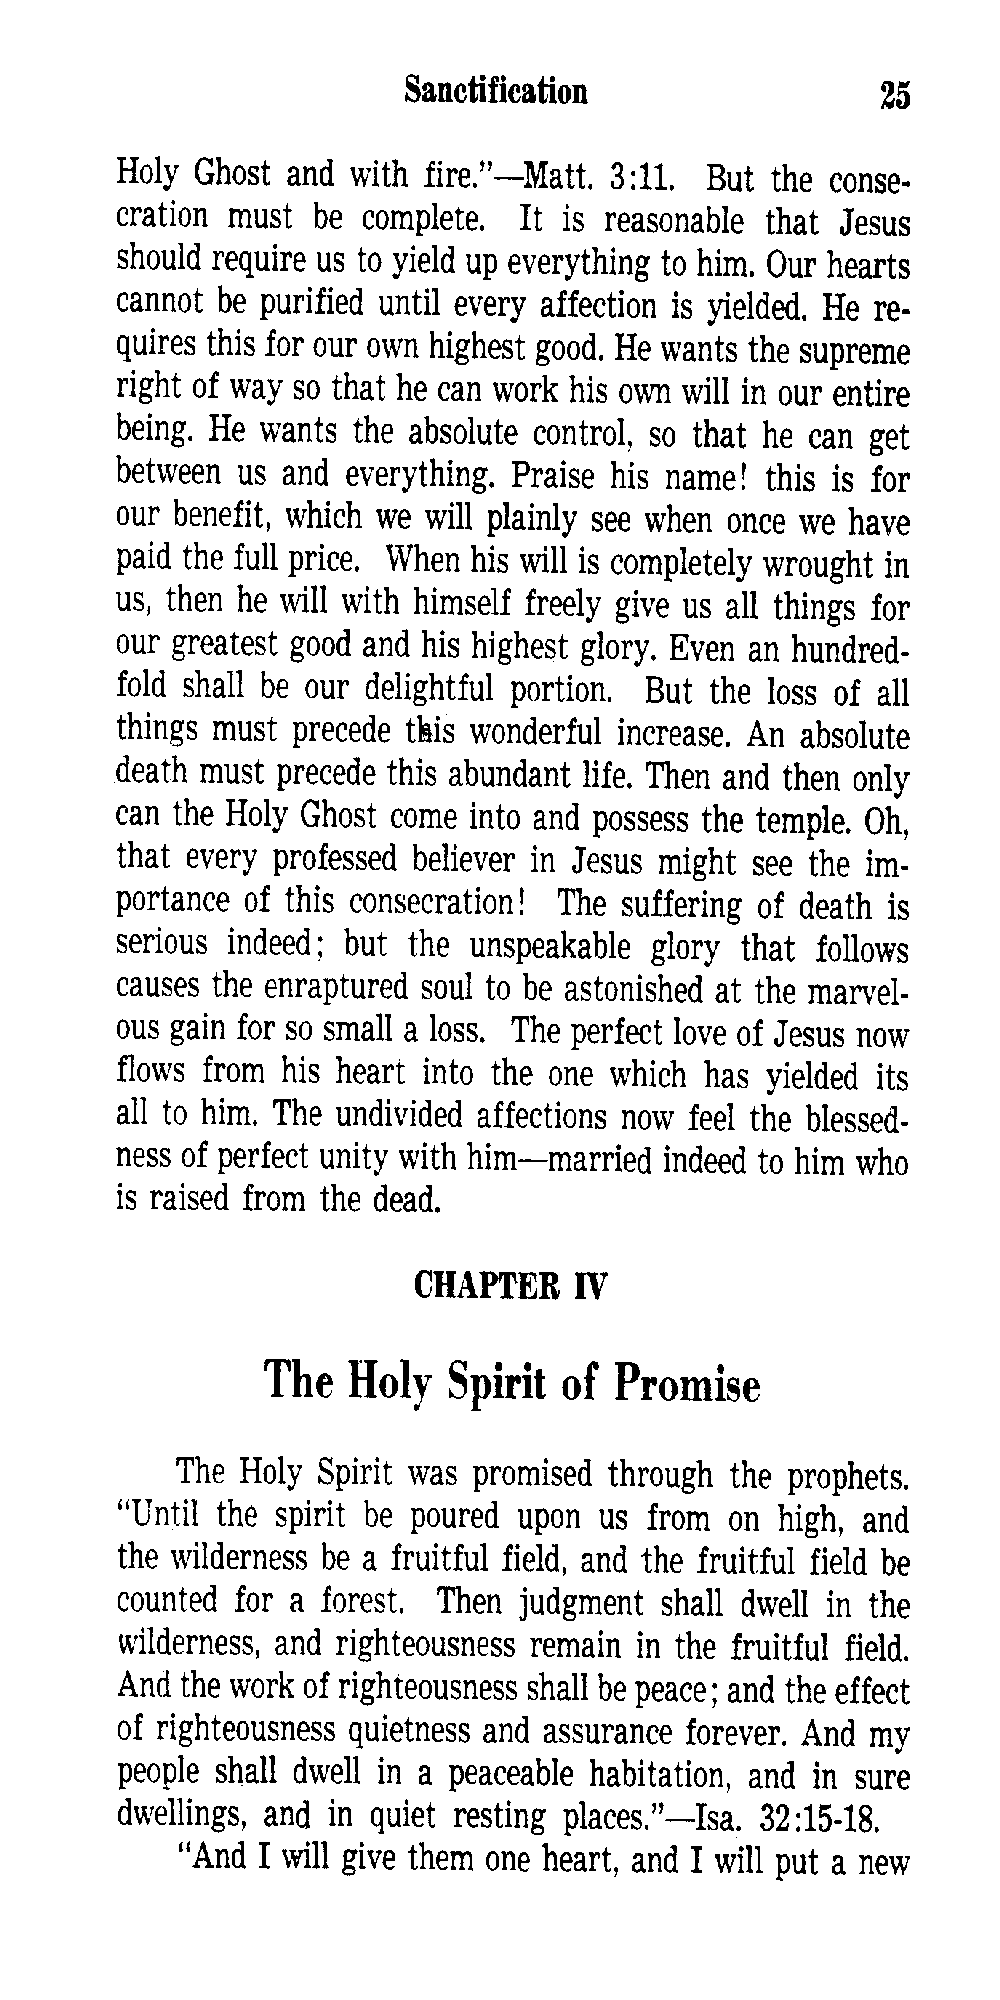 Sanctification 25
Holy Ghost and with fire."—Matt. 3:11. But the conse-
cration must be complete. It is reasonable that Jesus
should require us to yield up everything to him. Our hearts
cannot be purified until every affection is yielded. He re-
quires this for our own highest good. He wants the supreme
right of way so that he can work his own will in our entire
being. He wants the absolute control, so that he can get
between us and everything. Praise his name! this is for
our benefit, which we will plainly see when once we have
paid the full price. When his will is completely wrought in
us, then he will with himself freely give us all things for
our greatest good and his highest glory. Even an hundred-
fold shall be our delightful portion. But the loss of all
things must precede this wonderful increase. An absolute
death must precede this abundant life. Then and then only
can the Holy Ghost come into and possess the temple. Oh,
that every professed believer in Jesus might see the im-
portance of this consecration! The suffering of death is
serious indeed; but the unspeakable glory that follows
causes the enraptured soul to be astonished at the marvel-
ous gain for so small a loss. The perfect love of Jesus now
flows from his heart into the one which has yielded its
all to him. The undivided affections now feel the blessed-
ness of perfect unity with him—married indeed to him who
is raised from the dead.
CHAPTER IV
The Holy Spirit of Promise
The Holy Spirit was promised through the prophets.
"Until the spirit be poured upon us from on high, and
the wilderness be a fruitful field, and the fruitful field be
counted for a forest. Then judgment shall dwell in the
wilderness, and righteousness remain in the fruitful field.
And the work of righteousness shall be peace; and the effect
of righteousness quietness and assurance forever. And my
people shall dwell in a peaceable habitation, and in sure
dwellings, and in quiet resting places."—Isa. 32:15-18.
"And I will give them one heart, and I will put a new